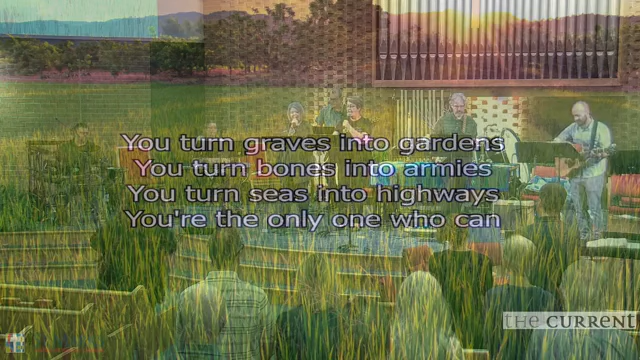 You turn graves into gardens
You turn bones into armies
You turn seas into highways
You're the only one who can
the CURRENT